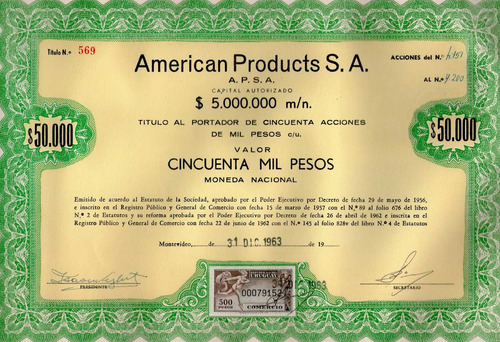 Titulo N.º 569
ACCIONES del N.º
AL N.º
American Products S. A.
A. P. S. A.
CAPITAL AUTORIZADO
$ 5.000.000 m/n.
TITULO AL PORTADOR DE CINCUENTA ACCIONES
DE MIL PESOS c/u.
$50.000
$50.000
VALOR
CINCUENTA MIL PESOS
MONEDA NACIONAL
Emitido de acuerdo al Estatuto de la Sociedad, aprobado por el Poder Ejecutivo por Decreto de fecha 29 de mayo de 1956,
e inscrito en el Registro Público y General de Comercio con fecha 15 de marzo de 1957 con el N.º 89 al folio 676 del libro
N.º 2 de Estatutos y su reforma aprobada por el Poder Ejecutivo por Decreto de fecha 26 de abril de 1962 e inscrita en el
Registro Público y General de Comercio con fecha 22 de junio de 1962 con el N.º 145 al folio 828v del libro N.º 4 de Estatutos
Montevideo, 31 DIC. 1963 de 19
PRESIDENTE
SECRETARIO
URUGUAY
1963
00079152
500
PESOS
COMERCIO